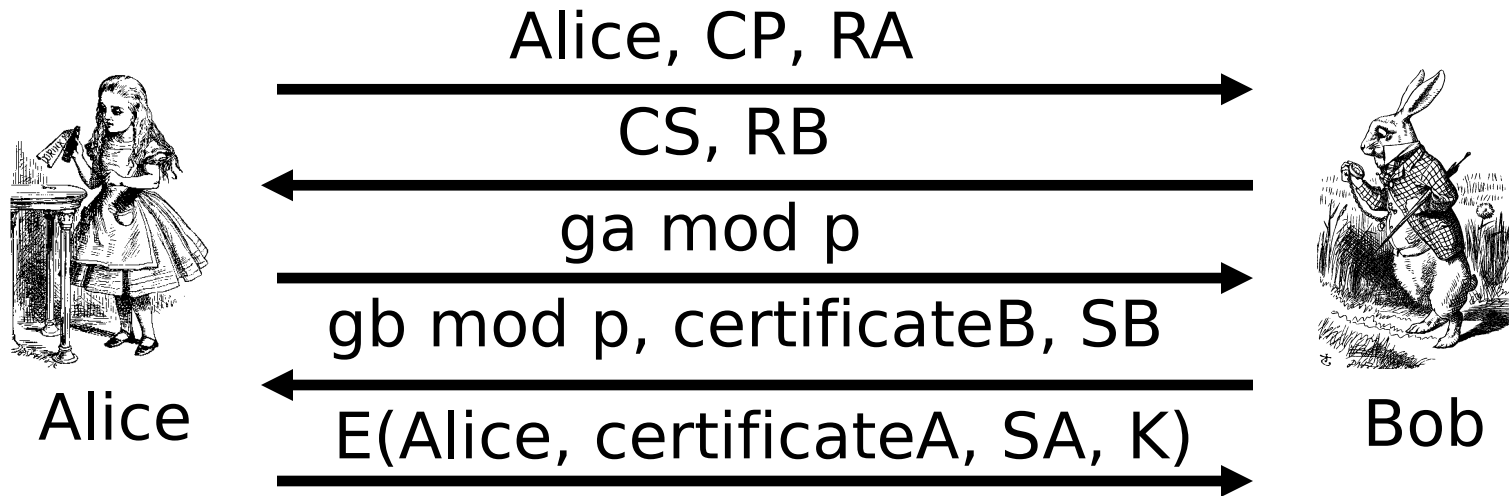 Alice, CP, RA
CS, RB
ga mod p
gb mod p, certificateB, SB
E(Alice, certificateA, SA, K)
Alice
Bob